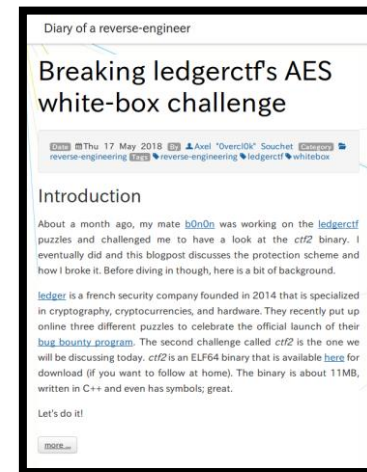 Diary of a reverse-engineer
Breaking ledgerctf's AES
white-box challenge
Date Thu 17 May 2018 By Axel "0vercl0k" Souchet Category
reverse-engineering Tags reverse-engineering ledgerctf whitebox
Introduction
About a month ago, my mate b0n0n was working on the ledgerctf
puzzles and challenged me to have a look at the ctf2 binary. I
eventually did and this blogpost discusses the protection scheme and
how I broke it. Before diving in though, here is a bit of background.
ledger is a french security company founded in 2014 that is specialized
in cryptography, cryptocurrencies, and hardware. They recently put up
online three different puzzles to celebrate the official launch of their
bug bounty program. The second challenge called ctf2 is the one we
will be discussing today. ctf2 is an ELF64 binary that is available here for
download (if you want to follow at home). The binary is about 11MB,
written in C++ and even has symbols; great.
Let's do it!
more ...